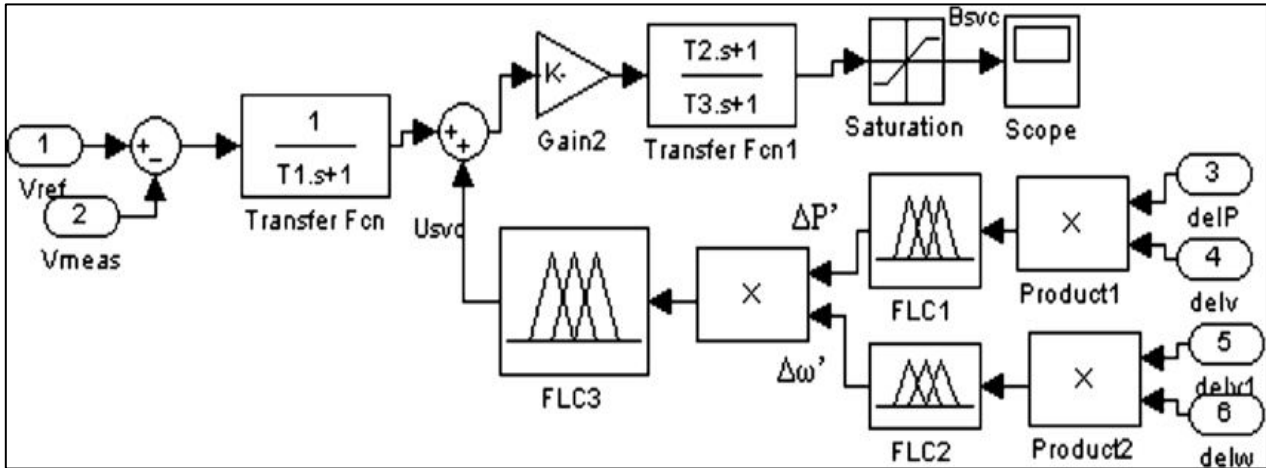 Bsvc
T2.s+1
T3.s+1
K-
Gain2
Transfer Fcn1
Saturation
Scope
1
Vref
2
Vmeas
+
−
1
T1.s+1
Transfer Fcn
+
+
Usvc
FLC3
×
ΔP’
Δω’
FLC1
FLC2
×
Product1
×
Product2
3
delP
4
delv
5
delv1
6
delw